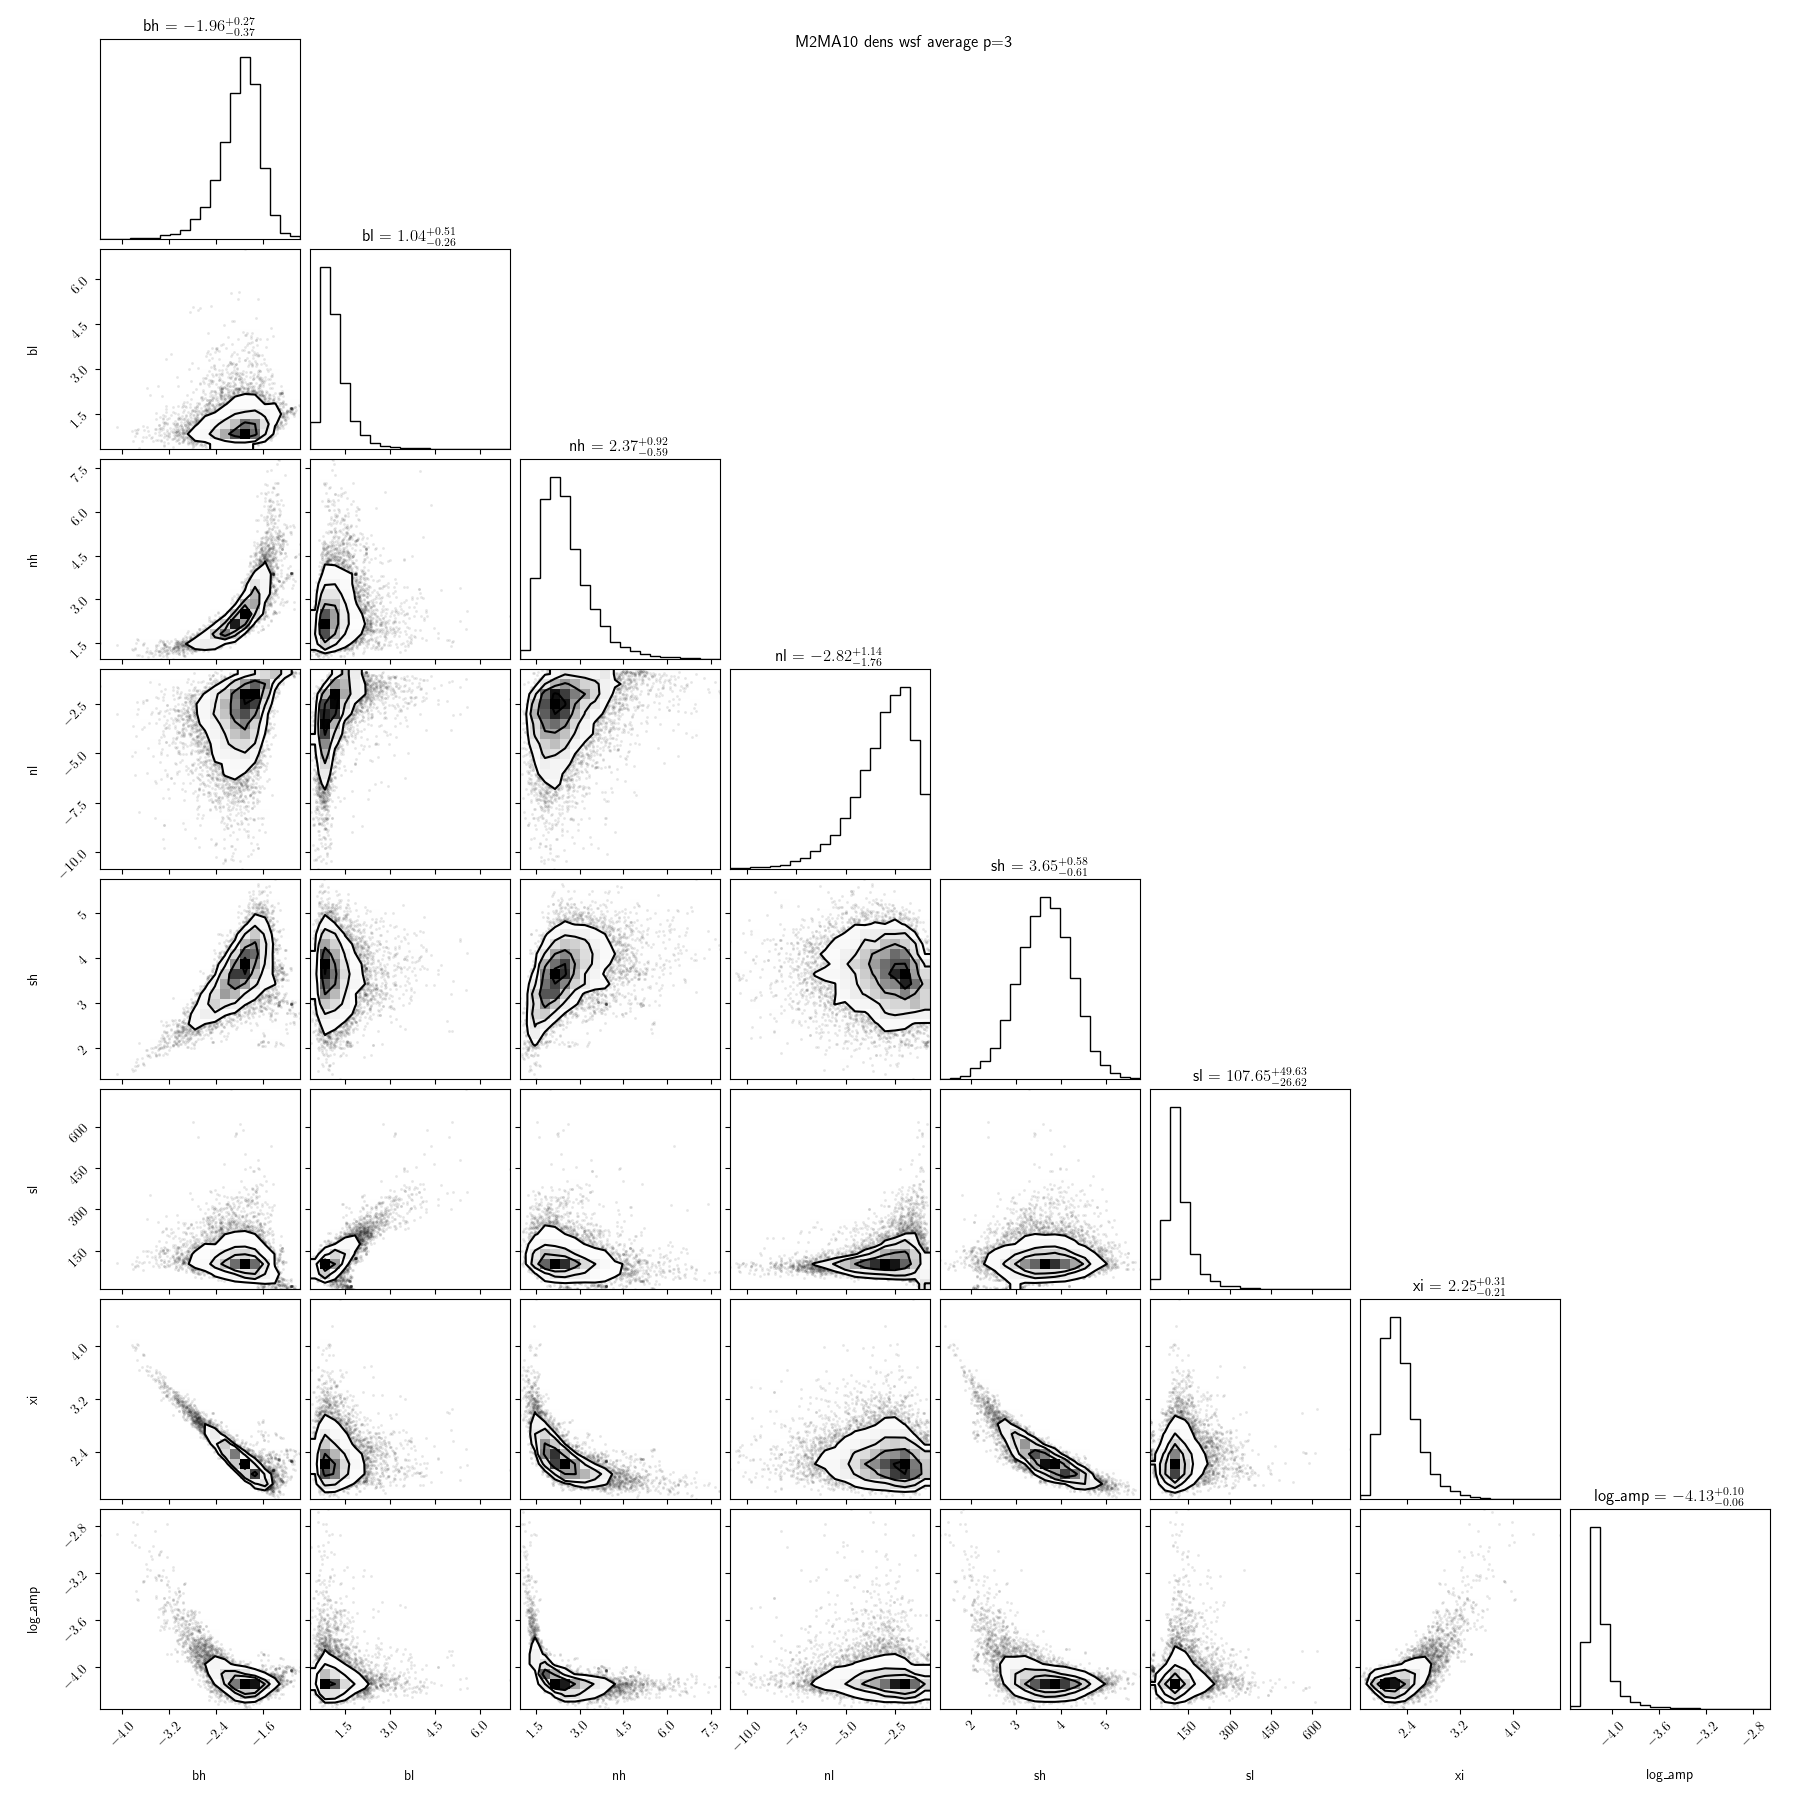 M2MA10 dens wsf average p=3
bh = −1.96+0.27−0.37
bl = 1.04+0.51−0.26
6.0
4.5
3.0
1.5
bl
nh = 2.37+0.92−0.59
7.5
6.0
4.5
3.0
1.5
nh
nl = −2.82+1.14−1.76
−2.5
−5.0
−7.5
−10.0
nl
sh = 3.65+0.58−0.61
5
4
3
2
sh
sl = 107.65+49.63−26.62
600
450
300
150
sl
xi = 2.25+0.31−0.21
4.0
3.2
2.4
xi
log_amp = −4.13+0.10−0.06
−2.8
−3.2
−3.6
−4.0
log_amp
−4.0 −3.2 −2.4 −1.6 1.5 3.0 4.5 6.0 1.5 3.0 4.5 6.0 7.5 −10.0 −7.5 −5.0 −2.5 2 3 4 5 150 300 450 600 2.4 3.2 4.0 −4.0 −3.6 −3.2 −2.8
bh bl nh nl sh sl xi log_amp